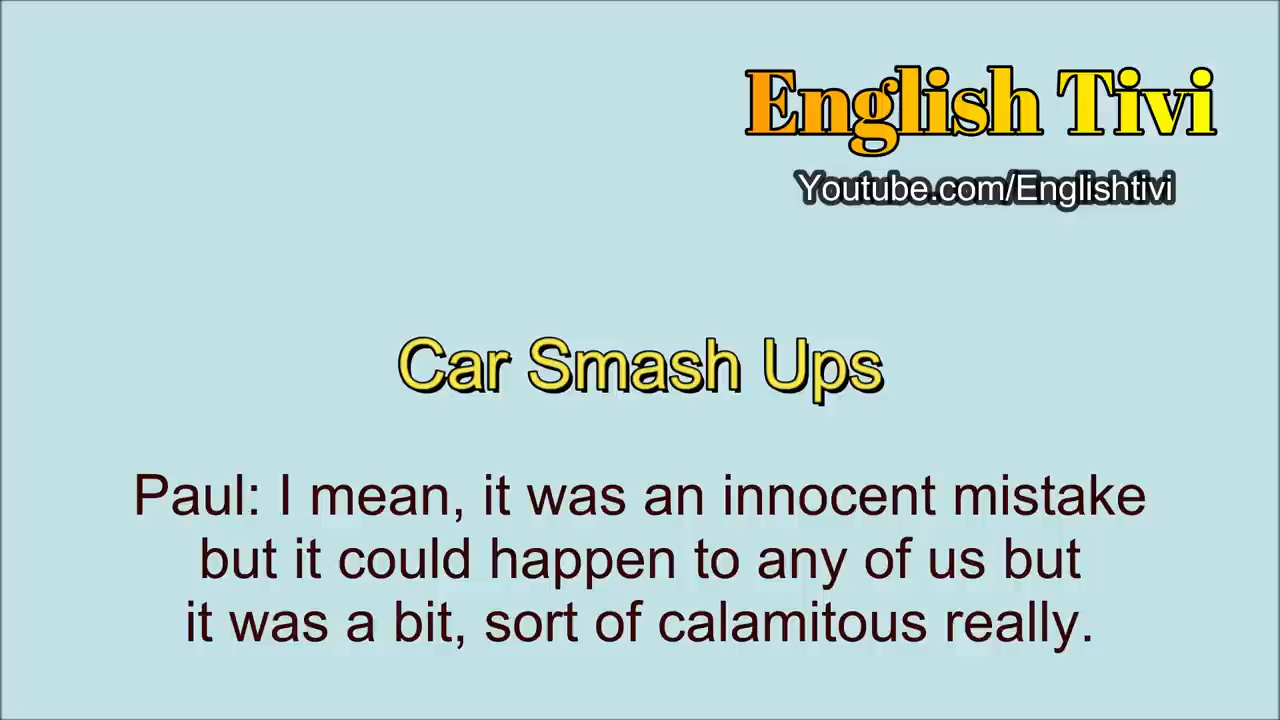 English Tivi
Youtube.com/Englishtivi
Car Smash Ups
Paul: I mean, it was an innocent mistake
but it could happen to any of us but
it was a bit, sort of calamitous really.